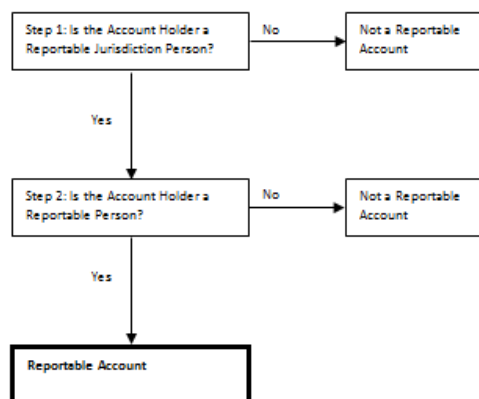 Step 1: Is the Account Holder a
Reportable Jurisdiction Person?
No
Not a Reportable
Account
Yes
Step 2: Is the Account Holder a
Reportable Person?
No
Not a Reportable
Account
Yes
Reportable Account